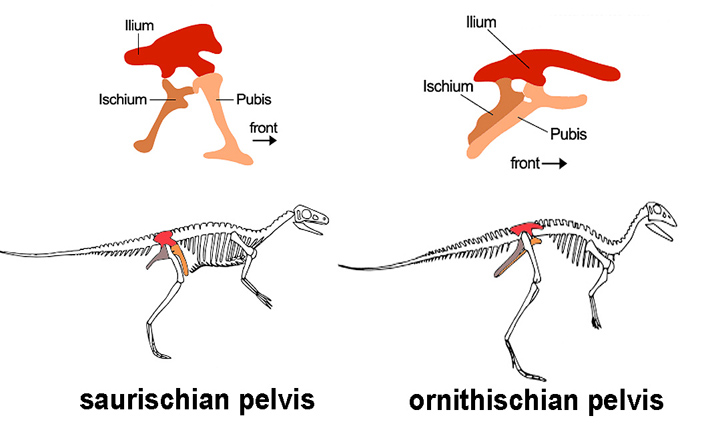 Ilium
Ischium
Pubis
front
Ilium
Ischium
Pubis
front
saurischian pelvis
ornithischian pelvis